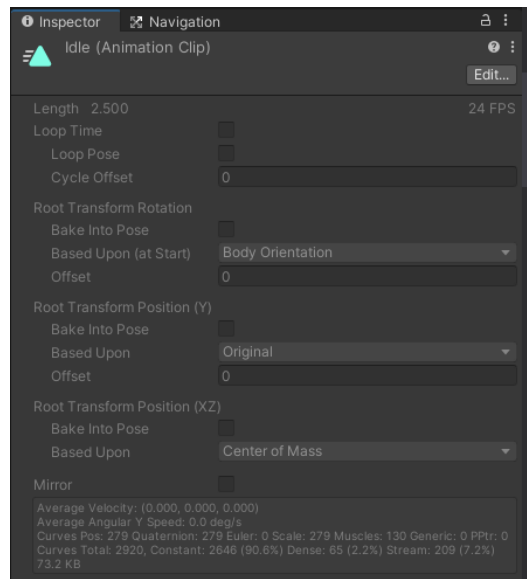 Inspector Navigation
Idle (Animation Clip)
Edit...
Length 2.500 24 FPS
Loop Time
Loop Pose
Cycle Offset 0
Root Transform Rotation
Bake Into Pose
Based Upon (at Start) Body Orientation
Offset 0
Root Transform Position (Y)
Bake Into Pose
Based Upon Original
Offset 0
Root Transform Position (XZ)
Bake Into Pose
Based Upon Center of Mass
Mirror
Average Velocity: (0.000, 0.000, 0.000)
Average Angular Y Speed: 0.0 deg/s
Curves Pos: 279 Quaternion: 279 Euler: 0 Scale: 279 Muscles: 130 Generic: 0 PPtr: 0
Curves Total: 2920, Constant: 2646 (90.6%) Dense: 65 (2.2%) Stream: 209 (7.2%)
73.2 KB